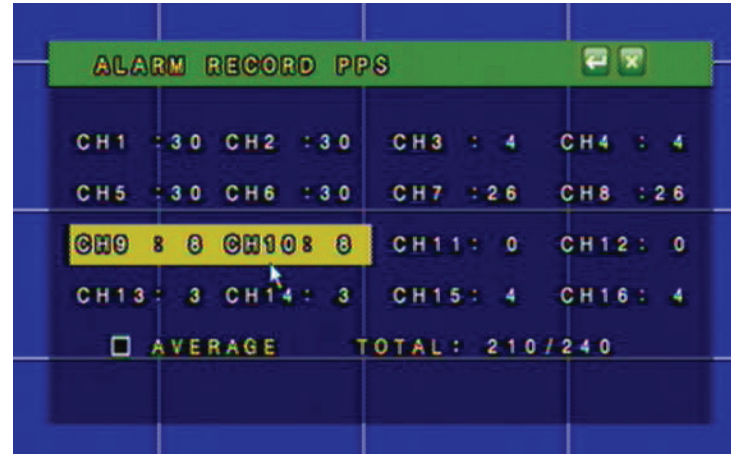 ALARM RECORD PPS
CH1 :30 CH2 :30 CH3 : 4 CH4 : 4
CH5 :30 CH6 :30 CH7 :26 CH8 :26
CH9 : 8 CH10: 8 CH11: 0 CH12: 0
CH13: 3 CH14: 3 CH15: 4 CH16: 4
AVERAGE TOTAL: 210/240